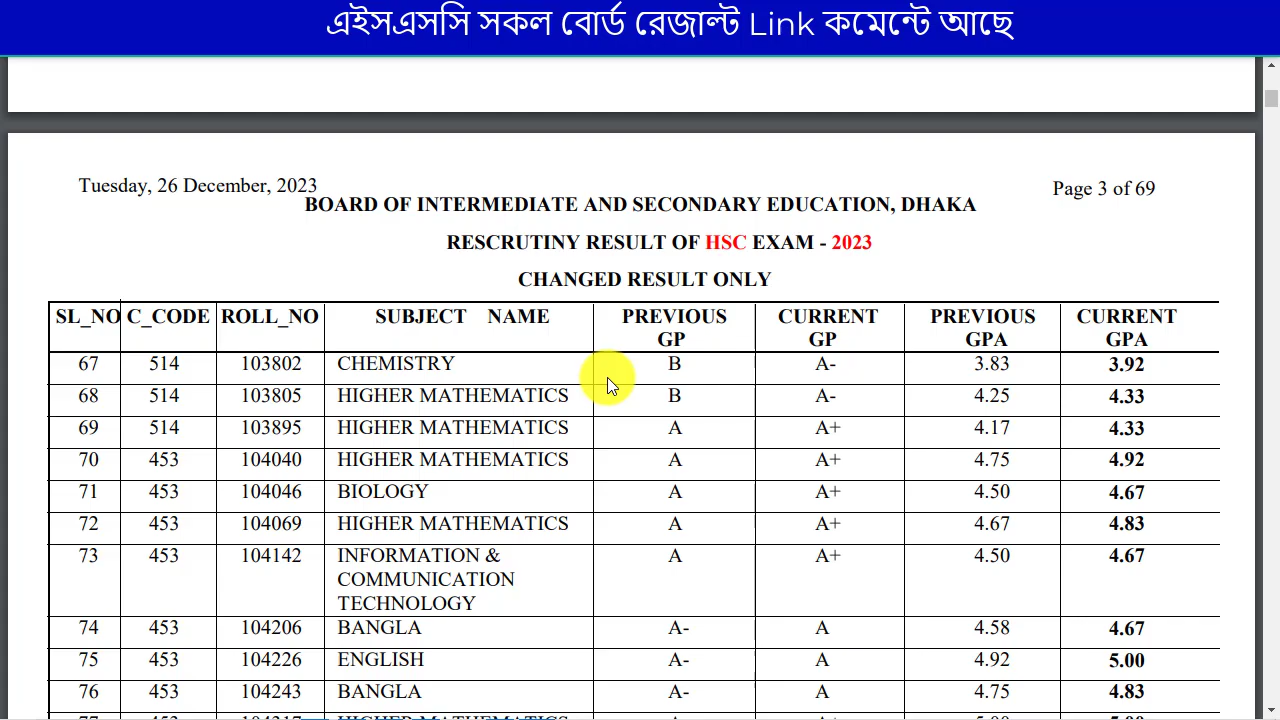 এইসএসসি সকল বোর্ড রেজাল্ট Link কমেন্টে আছে
Tuesday, 26 December, 2023
Page 3 of 69
BOARD OF INTERMEDIATE AND SECONDARY EDUCATION, DHAKA
RESCRUTINY RESULT OF HSC EXAM - 2023
CHANGED RESULT ONLY
SL_NO C_CODE ROLL_NO SUBJECT NAME PREVIOUS GP CURRENT GP PREVIOUS GPA CURRENT GPA
67 514 103802 CHEMISTRY B A- 3.83 3.92
68 514 103805 HIGHER MATHEMATICS B A- 4.25 4.33
69 514 103895 HIGHER MATHEMATICS A A+ 4.17 4.33
70 453 104040 HIGHER MATHEMATICS A A+ 4.75 4.92
71 453 104046 BIOLOGY A A+ 4.50 4.67
72 453 104069 HIGHER MATHEMATICS A A+ 4.67 4.83
73 453 104142 INFORMATION & A A+ 4.50 4.67
COMMUNICATION
TECHNOLOGY
74 453 104206 BANGLA A- A 4.58 4.67
75 453 104226 ENGLISH A- A 4.92 5.00
76 453 104243 BANGLA A- A 4.75 4.83